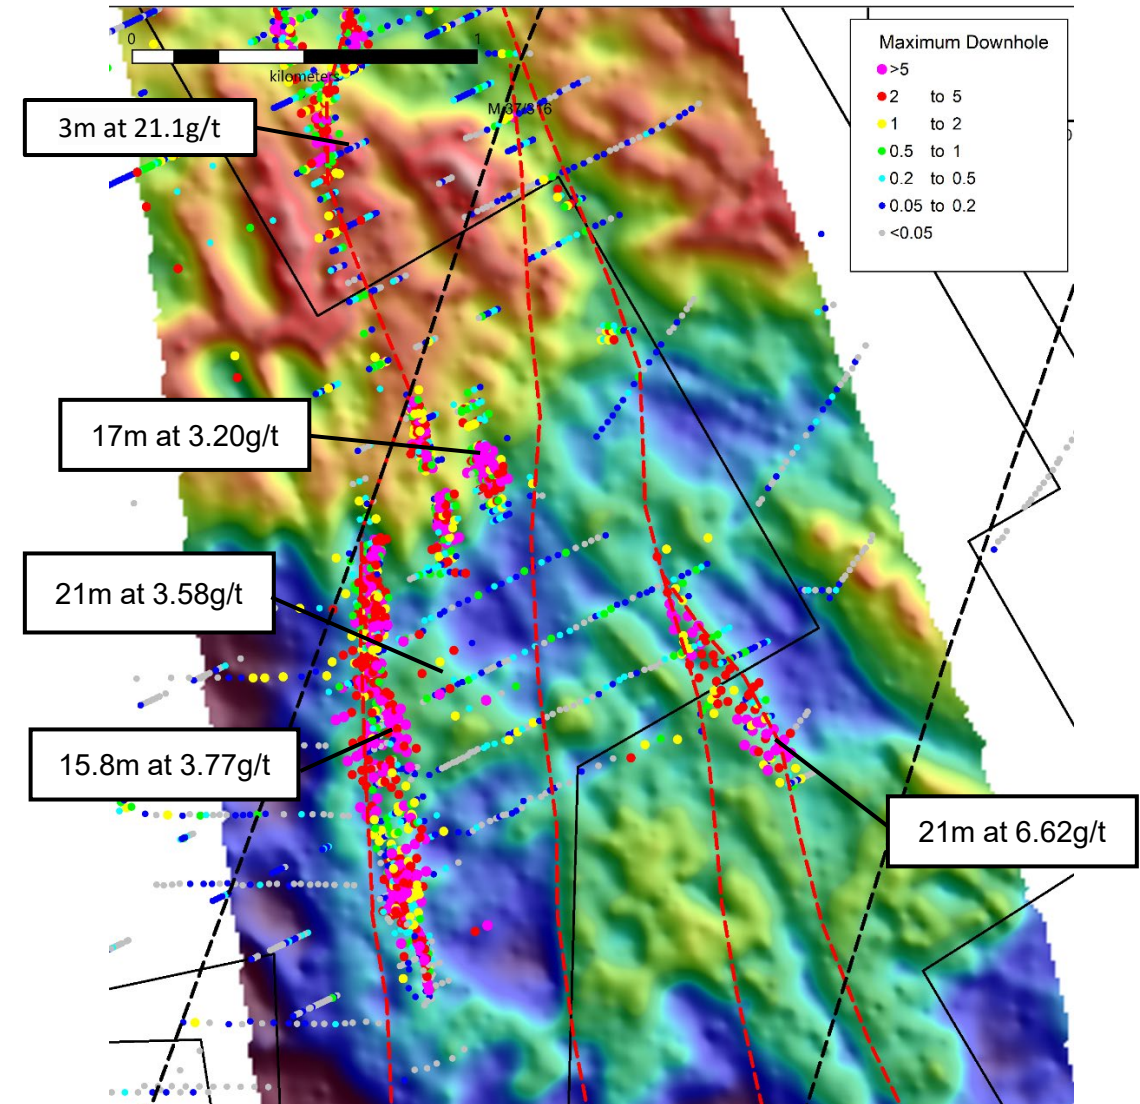 Maximum Downhole
>5
2 to 5
1 to 2
0.5 to 1
0.2 to 0.5
0.05 to 0.2
<0.05
0 1
kilometers
M 37/316
3m at 21.1g/t
17m at 3.20g/t
21m at 3.58g/t
15.8m at 3.77g/t
21m at 6.62g/t